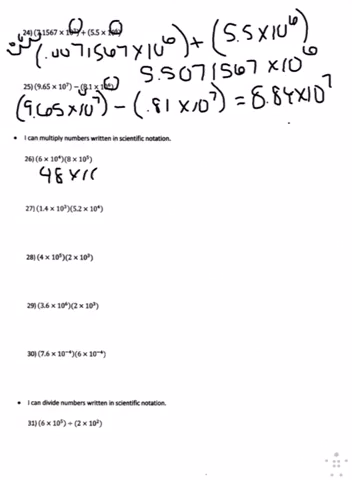 24) (7.1567 × 10³) + (5.5 × 10⁶)
(.0071567×10⁶) + (5.5×10⁶)
5.5071567 ×10⁶
25) (9.65 × 10⁷) − (8.1 × 10⁶)
(9.65×10⁷) − (.81×10⁷) = 8.84×10⁷
• I can multiply numbers written in scientific notation.
26) (6 × 10⁴)(8 × 10⁵)
48 ×10
27) (1.4 × 10³)(5.2 × 10⁴)
28) (4 × 10⁵)(2 × 10³)
29) (3.6 × 10⁶)(2 × 10³)
30) (7.6 × 10⁻⁴)(6 × 10⁻⁴)
• I can divide numbers written in scientific notation.
31) (6 × 10⁵) ÷ (2 × 10²)